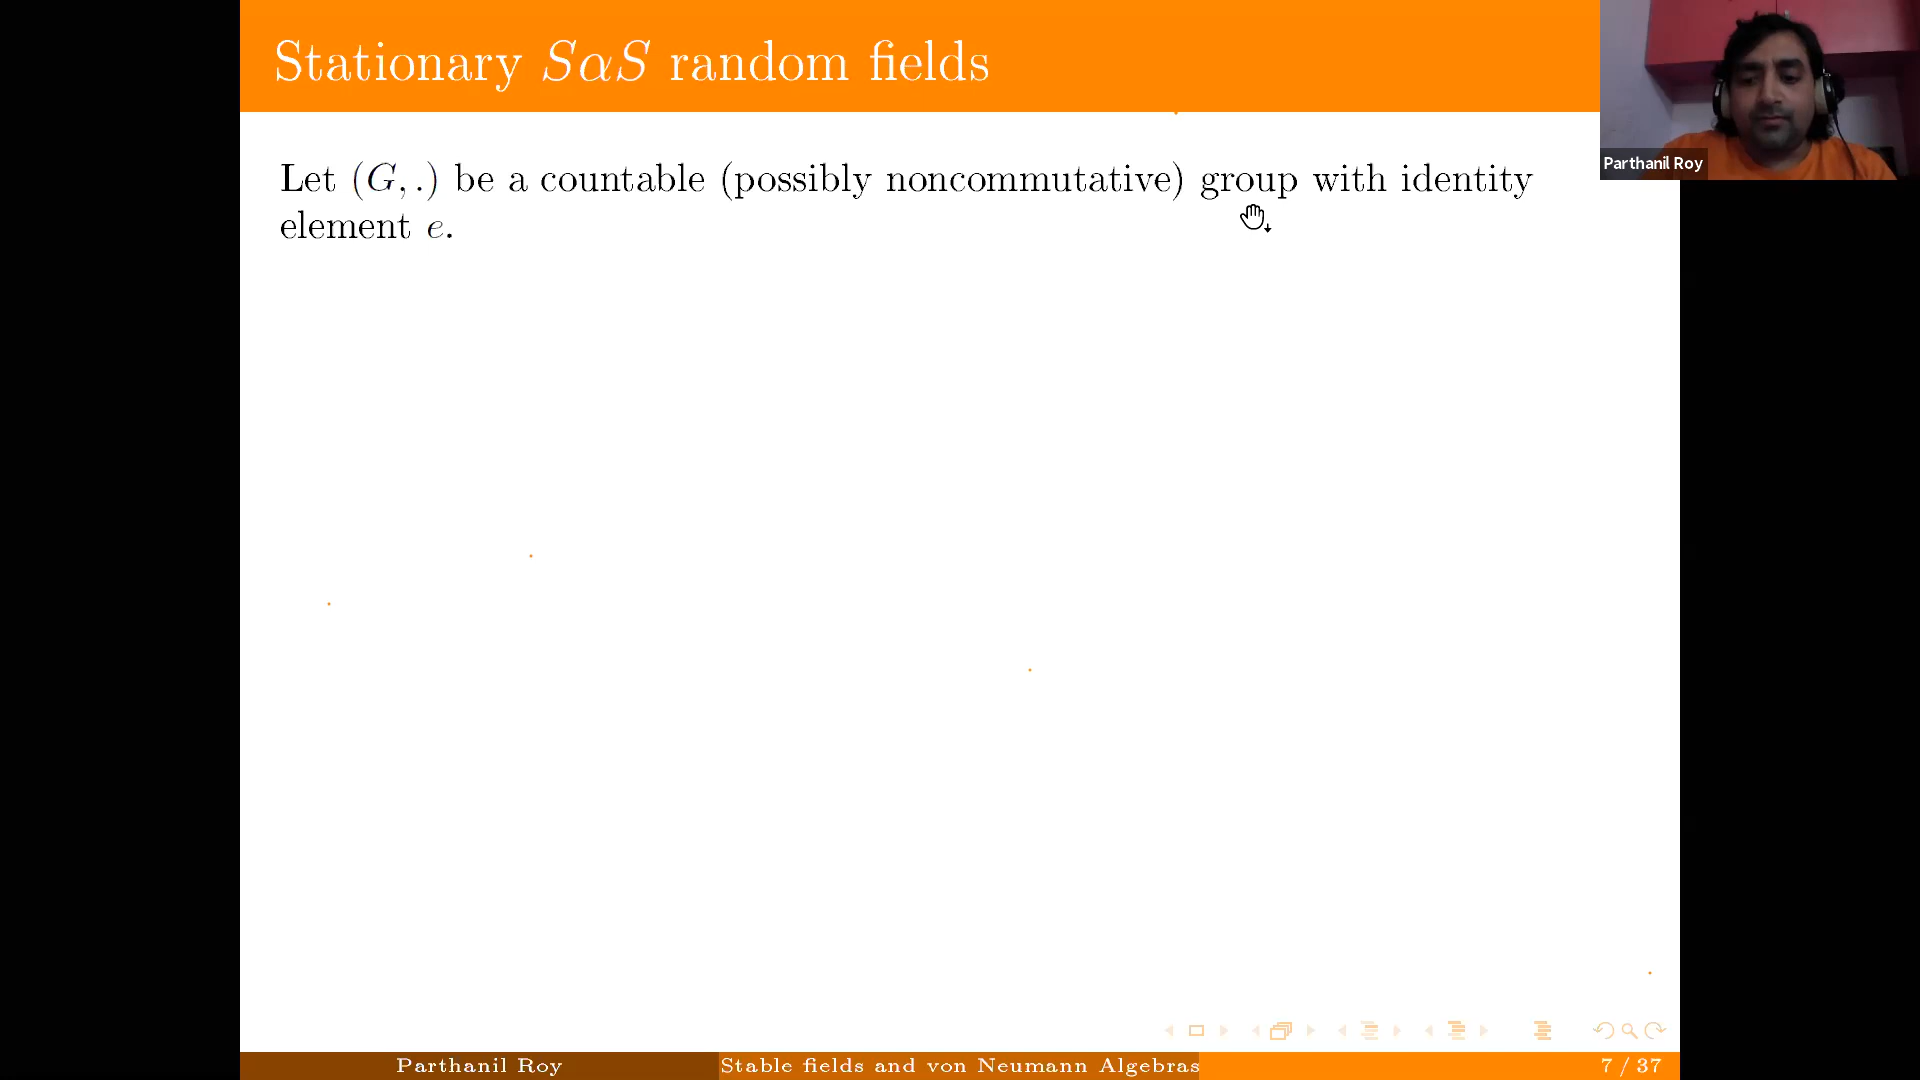 Stationary SαS random fields
Parthanil Roy
Let (G, .) be a countable (possibly noncommutative) group with identity
element e.
Parthanil Roy
Stable fields and von Neumann Algebras
7 / 37